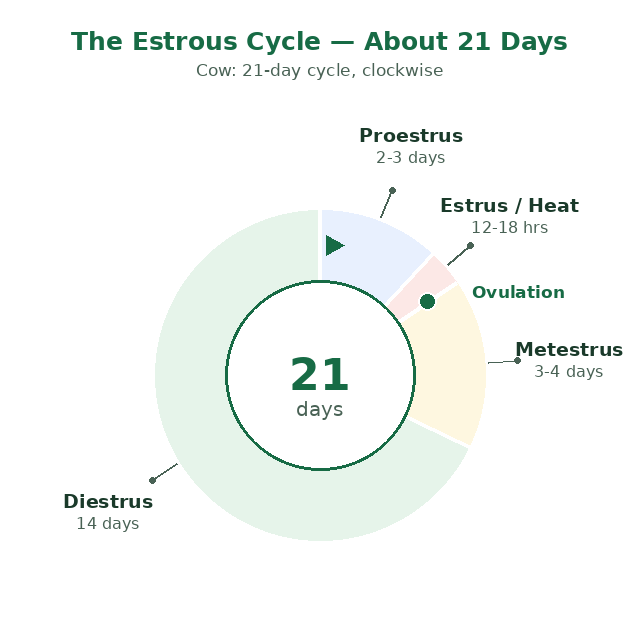 The Estrous Cycle — About 21 Days
Cow: 21-day cycle, clockwise
Proestrus
2-3 days
Estrus / Heat
12-18 hrs
Ovulation
Metestrus
3-4 days
21
days
Diestrus
14 days